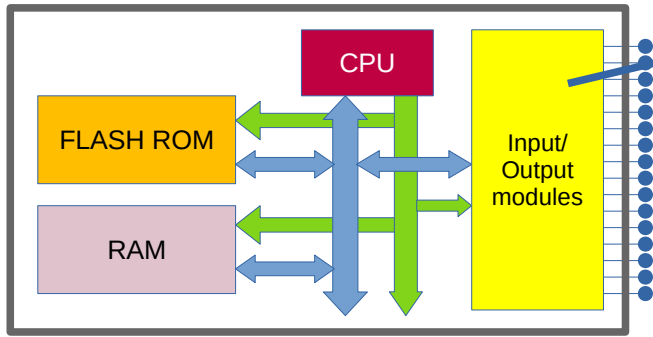 CPU
FLASH ROM
RAM
Input/
Output
modules